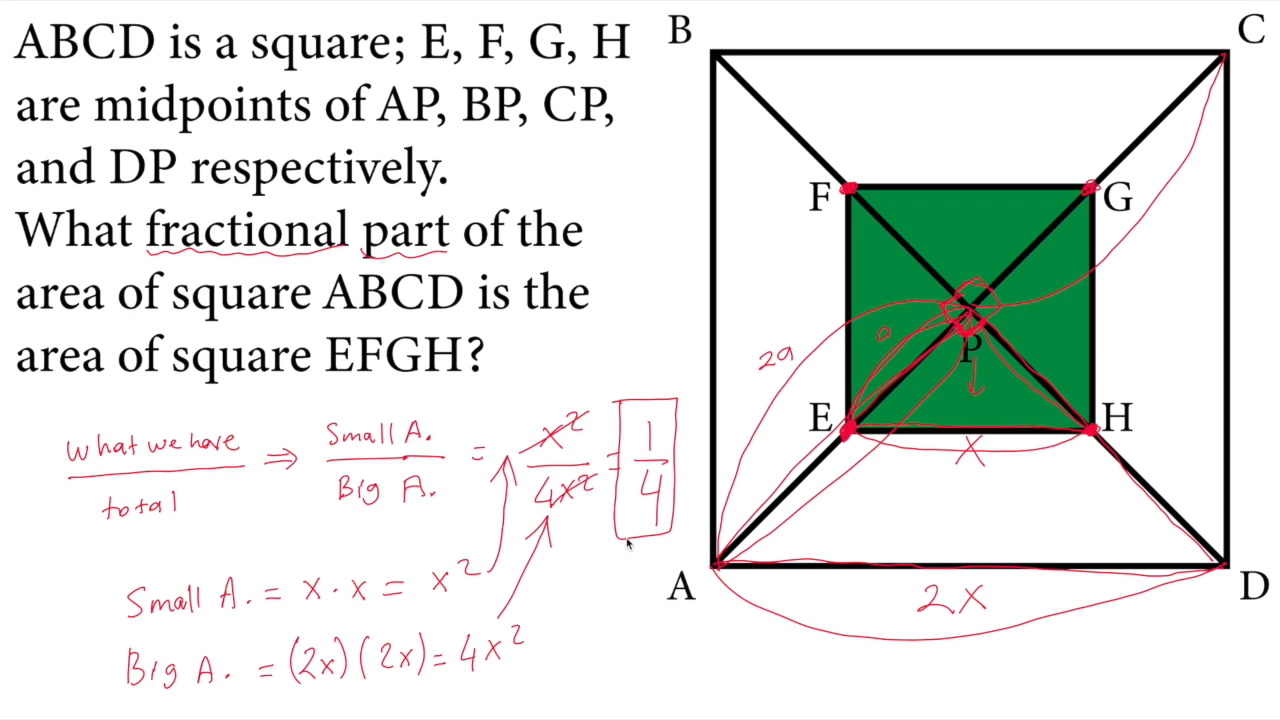 ABCD is a square; E, F, G, H
are midpoints of AP, BP, CP,
and DP respectively.
What fractional part of the
area of square ABCD is the
area of square EFGH?
What we have
total
⇒
Small A.
Big A.
=
x²
4x²
=
1
4
Small A. = x · x = x²
Big A. = (2x)(2x) = 4x²
B
C
F
G
2a
a
P
E
H
x
A
D
2x